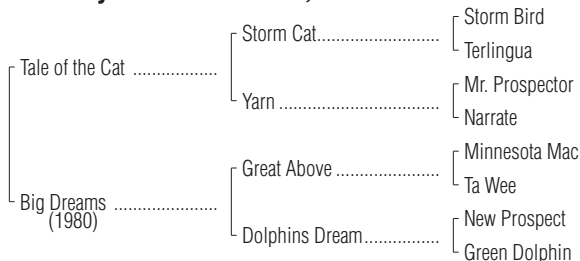 Storm Bird
Storm Cat..................
Terlingua
Tale of the Cat ..................
Mr. Prospector
Yarn ..................................
Narrate
Minnesota Mac
Great Above ......................
Ta Wee
Big Dreams ......................
(1980)
New Prospect
Dolphins Dream................
Green Dolphin